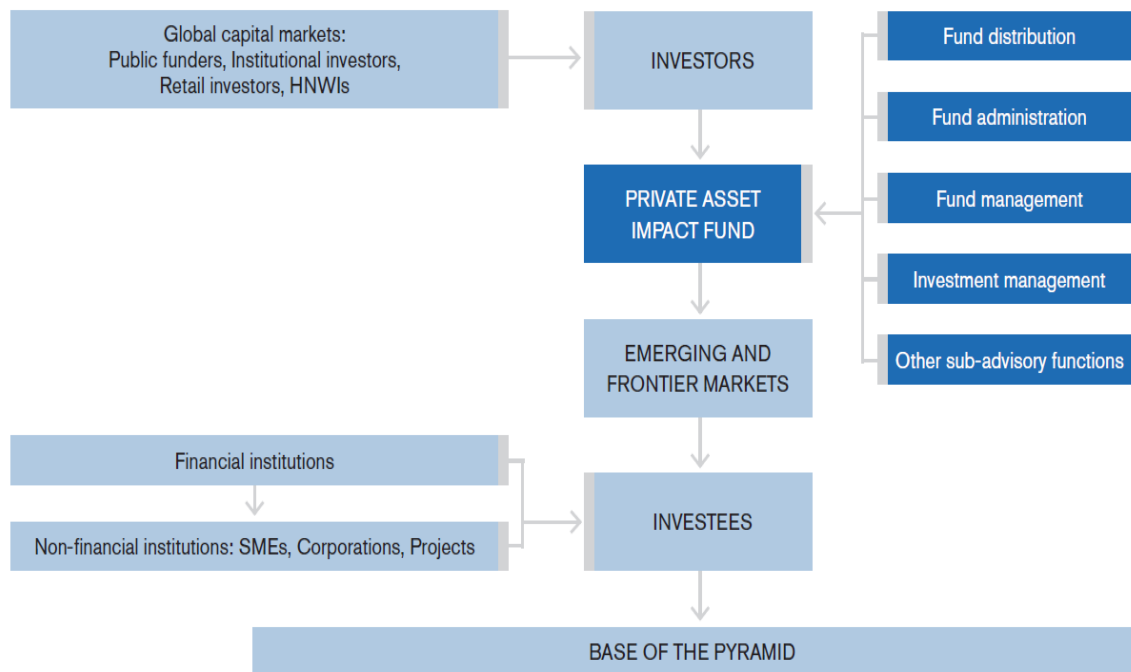 Global capital markets:
Public funders, Institutional investors,
Retail investors, HNWIs
INVESTORS
Fund distribution
Fund administration
PRIVATE ASSET
IMPACT FUND
Fund management
Investment management
Other sub-advisory functions
EMERGING AND
FRONTIER MARKETS
Financial institutions
Non-financial institutions: SMEs, Corporations, Projects
INVESTEES
BASE OF THE PYRAMID